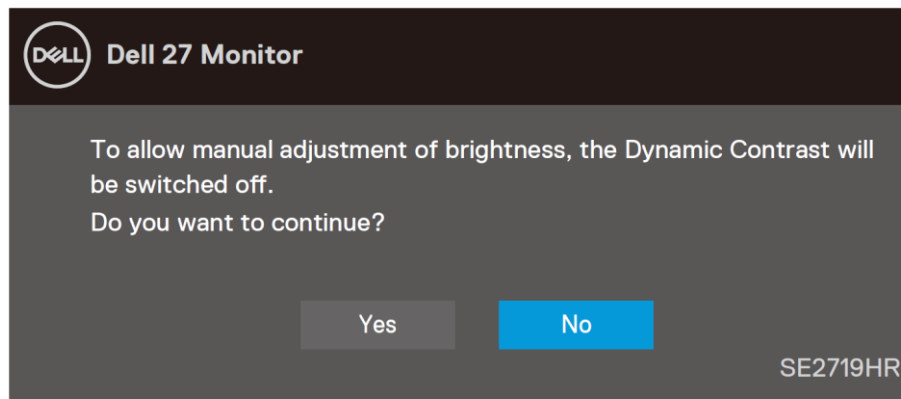 DELL
Dell 27 Monitor
To allow manual adjustment of brightness, the Dynamic Contrast will
be switched off.
Do you want to continue?
Yes
No
SE2719HR